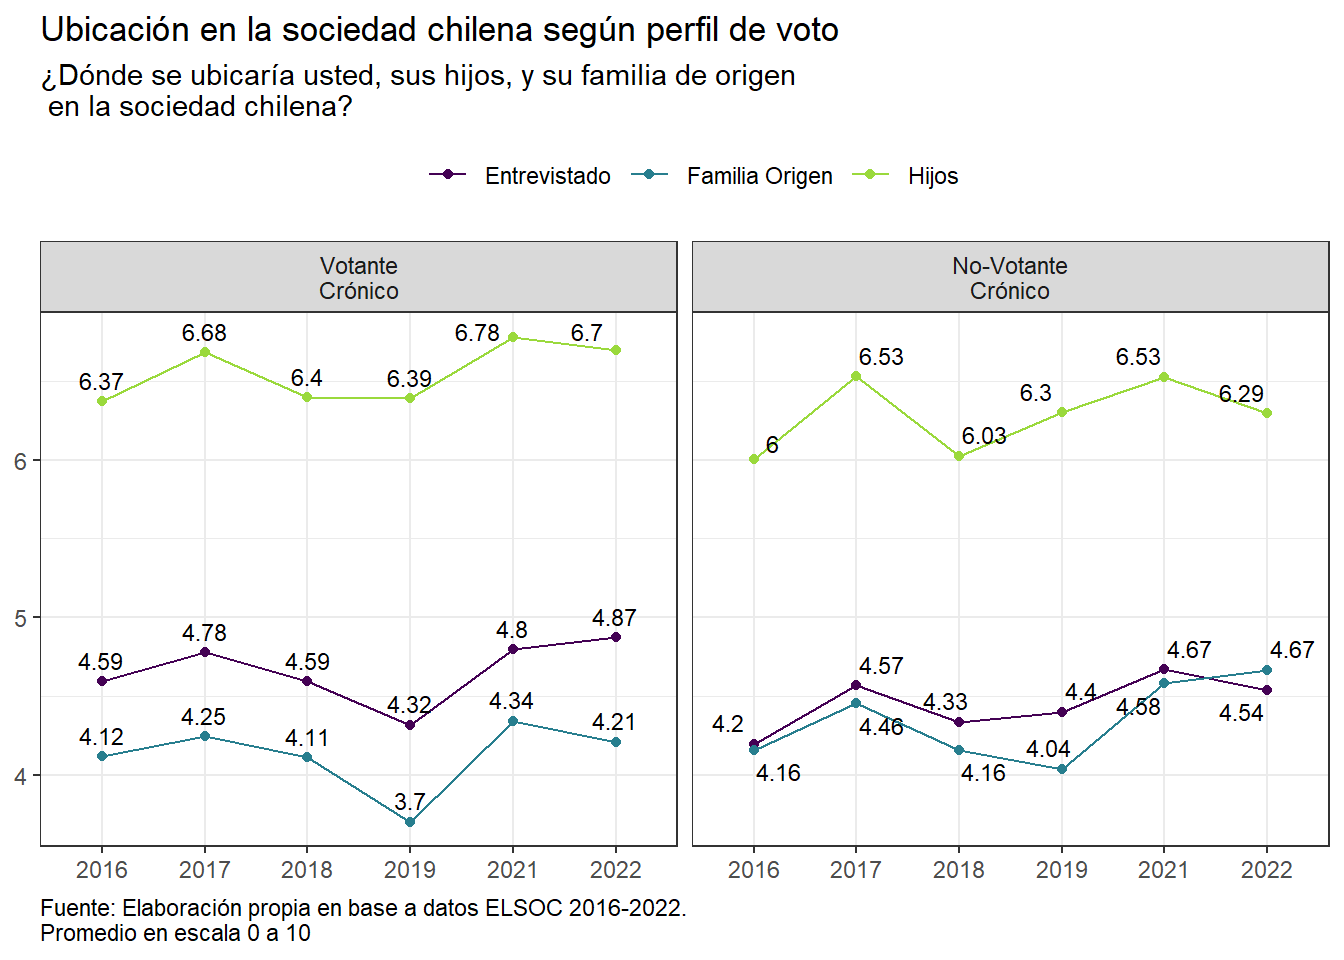 Ubicación en la sociedad chilena según perfil de voto
¿Dónde se ubicaría usted, sus hijos, y su familia de origen
en la sociedad chilena?
Entrevistado Familia Origen Hijos
Votante
Crónico
6.37 6.68 6.4 6.39 6.78 6.7
4.59 4.78 4.59 4.32 4.8 4.87
4.12 4.25 4.11 3.7 4.34 4.21
No-Votante
Crónico
6 6.53 6.03 6.3 6.53 6.29
4.2 4.57 4.33 4.4 4.67 4.54
4.16 4.46 4.16 4.04 4.58 4.67
6
5
4
2016 2017 2018 2019 2021 2022
2016 2017 2018 2019 2021 2022
Fuente: Elaboración propia en base a datos ELSOC 2016-2022.
Promedio en escala 0 a 10